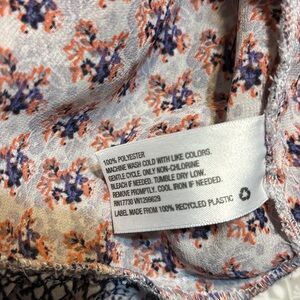 100% POLYESTER
MACHINE WASH COLD WITH LIKE COLORS.
GENTLE CYCLE. ONLY NON-CHLORINE
BLEACH IF NEEDED. TUMBLE DRY LOW.
REMOVE PROMPTLY. COOL IRON IF NEEDED.
RN17730 VN1299629
LABEL MADE FROM 100% RECYCLED PLASTIC